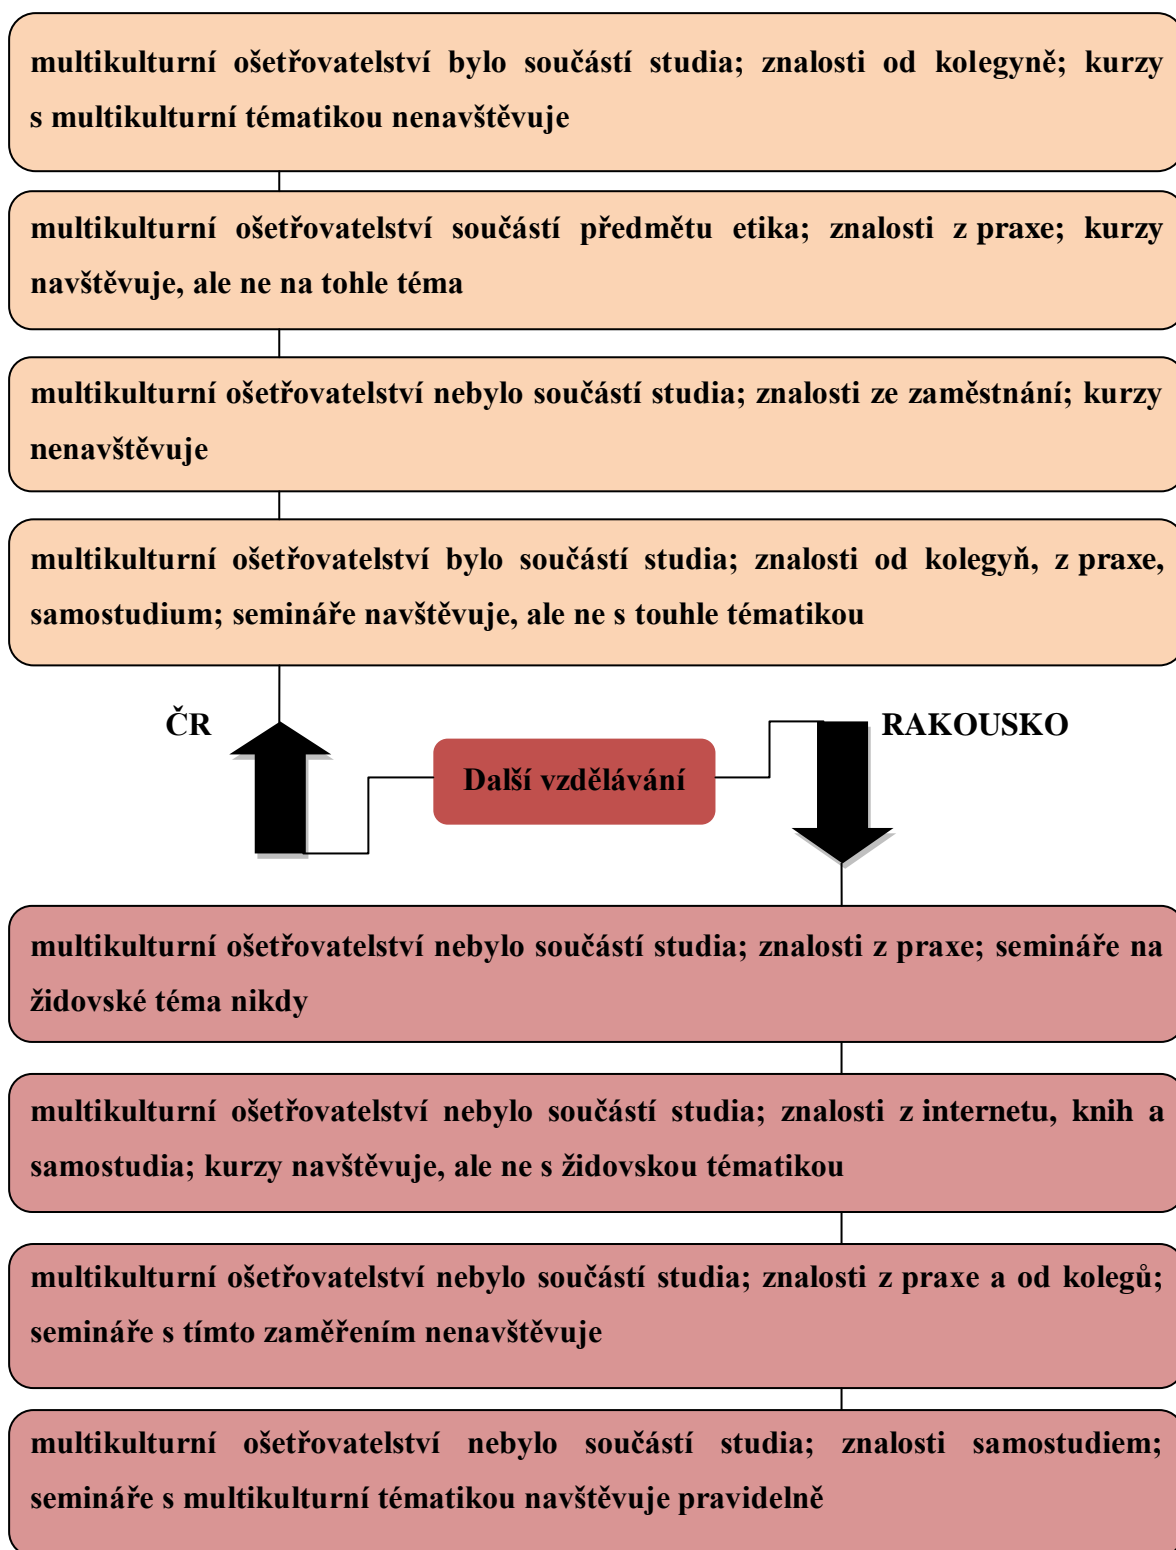 multikulturní ošetřovatelství bylo součástí studia; znalosti od kolegyně; kurzy
s multikulturní tématikou nenavštěvuje
multikulturní ošetřovatelství součástí předmětu etika; znalosti z praxe; kurzy
navštěvuje, ale ne na tohle téma
multikulturní ošetřovatelství nebylo součástí studia; znalosti ze zaměstnání; kurzy
nenavštěvuje
multikulturní ošetřovatelství bylo součástí studia; znalosti od kolegyň, z praxe,
samostudium; semináře navštěvuje, ale ne s touhle tématikou
ČR
RAKOUSKO
Další vzdělávání
multikulturní ošetřovatelství nebylo součástí studia; znalosti z praxe; semináře na
židovské téma nikdy
multikulturní ošetřovatelství nebylo součástí studia; znalosti z internetu, knih a
samostudia; kurzy navštěvuje, ale ne s židovskou tématikou
multikulturní ošetřovatelství nebylo součástí studia; znalosti z praxe a od kolegů;
semináře s tímto zaměřením nenavštěvuje
multikulturní ošetřovatelství nebylo součástí studia; znalosti samostudiem;
semináře s multikulturní tématikou navštěvuje pravidelně